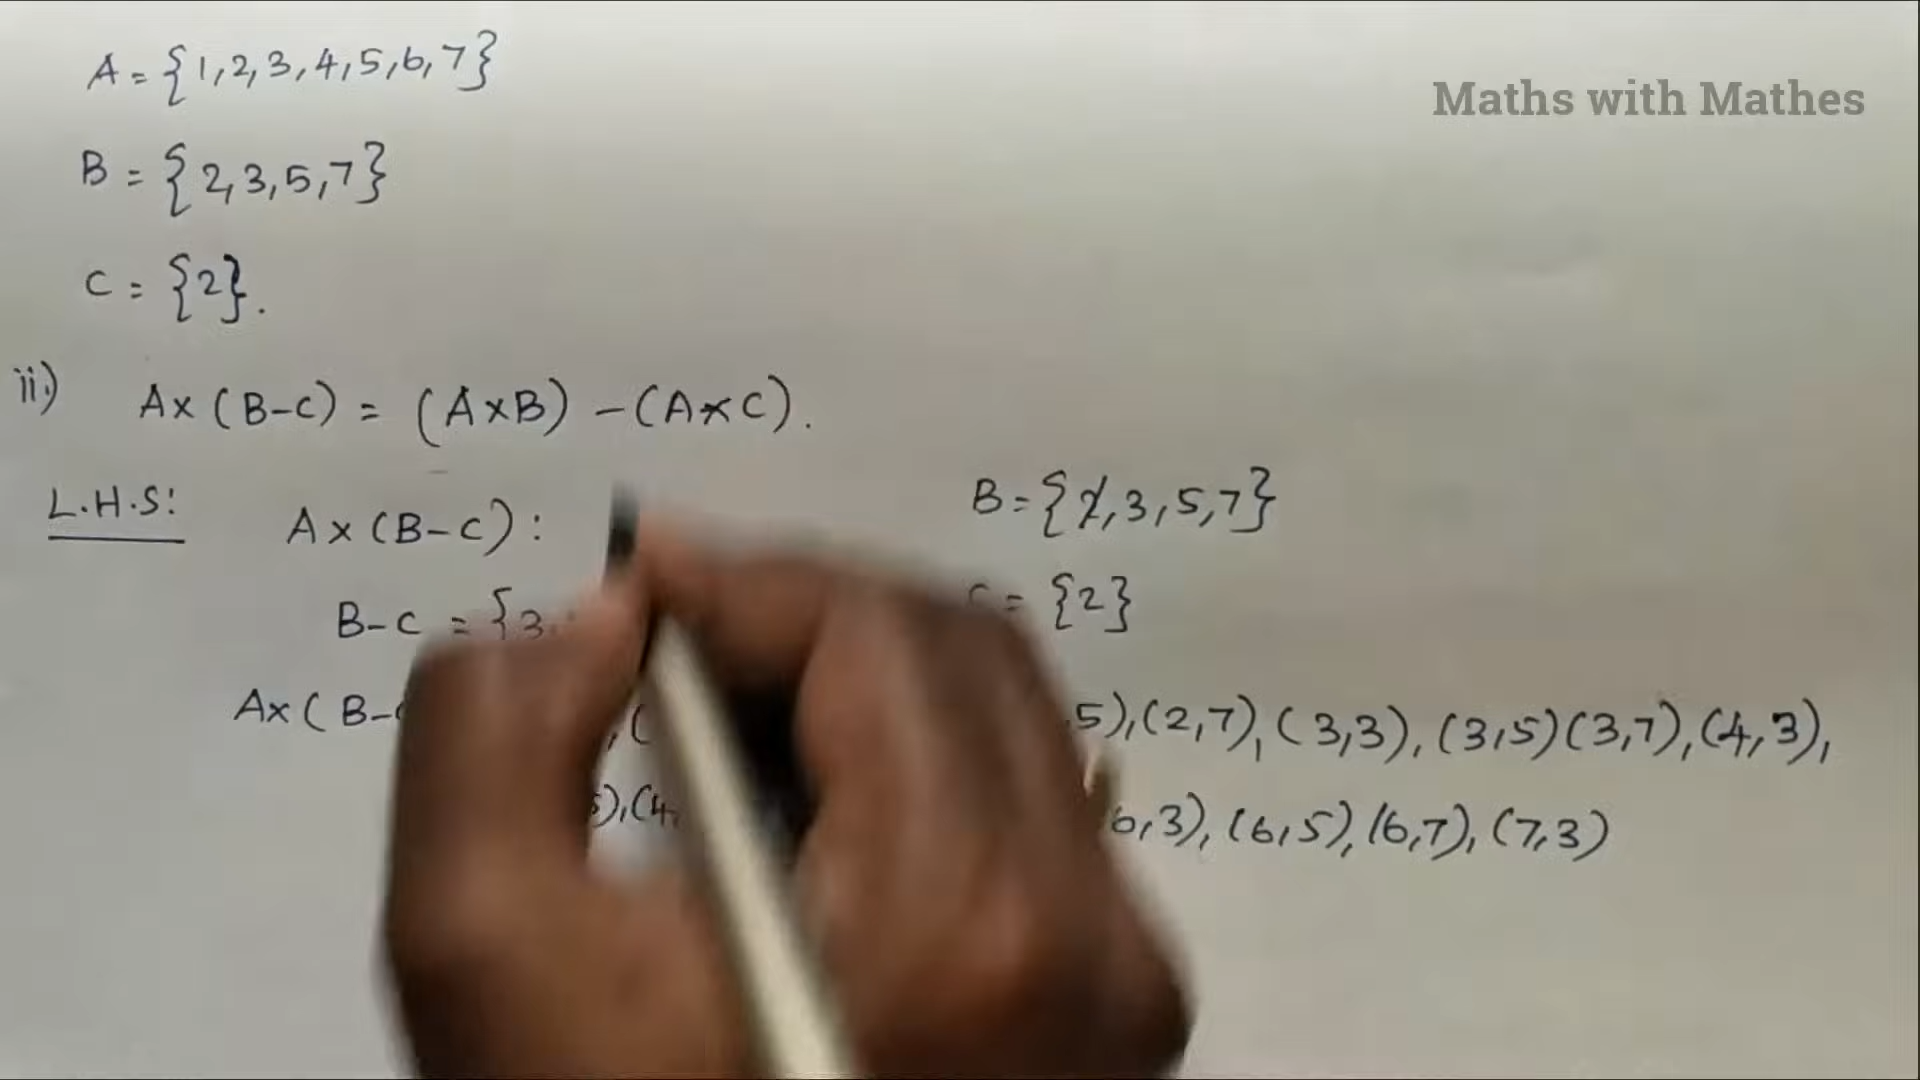 A = {1,2,3,4,5,6,7}
Maths with Mathes
B = {2,3,5,7}
C = {2}.
ii) A×(B-C) = (A×B) - (A×C).
L.H.S: A×(B-C): B = {2,3,5,7}
B-C = {3, = {2}
A×(B- 5),(2,7),(3,3),(3,5)(3,7),(4,3),
),(4, 6,3),(6,5),(6,7),(7,3)